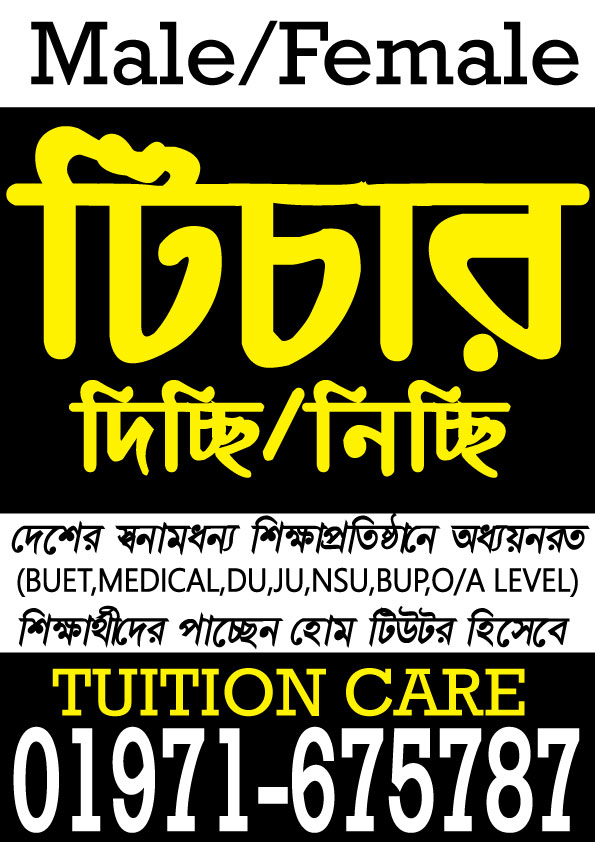 Male/Female
টিচার
দিচ্ছি/নিচ্ছি
দেশের স্বনামধন্য শিক্ষাপ্রতিষ্ঠানে অধ্যয়নরত
(BUET,MEDICAL,DU,JU,NSU,BUP,O/A LEVEL)
শিক্ষার্থীদের পাচ্ছেন হোম টিউটর হিসেবে
TUITION CARE
01971-675787